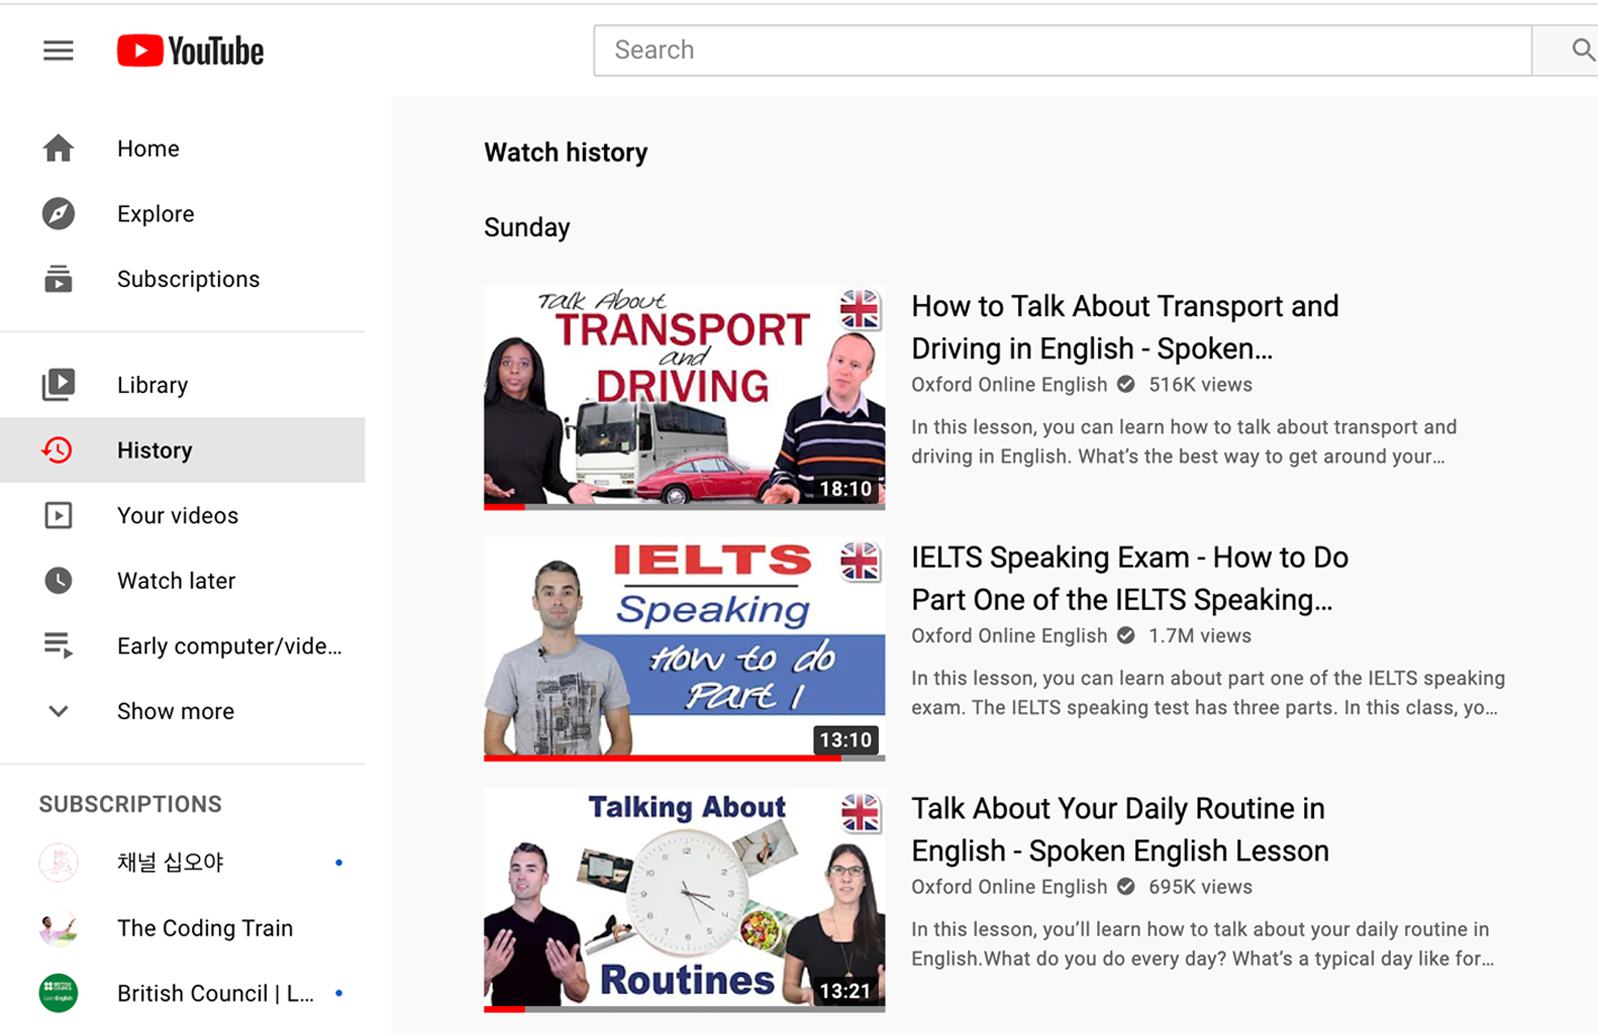 YouTube
Search
Home
Explore
Subscriptions
Library
History
Your videos
Watch later
Early computer/vide...
Show more
SUBSCRIPTIONS
채널 십오야
The Coding Train
British Council | L...
Watch history
Sunday
Talk About
TRANSPORT
and
DRIVING
18:10
How to Talk About Transport and
Driving in English - Spoken...
Oxford Online English 516K views
In this lesson, you can learn how to talk about transport and
driving in English. What’s the best way to get around your...
IELTS
Speaking
How to do
Part 1
13:10
IELTS Speaking Exam - How to Do
Part One of the IELTS Speaking...
Oxford Online English 1.7M views
In this lesson, you can learn about part one of the IELTS speaking
exam. The IELTS speaking test has three parts. In this class, yo...
Talking About
Routines
13:21
Talk About Your Daily Routine in
English - Spoken English Lesson
Oxford Online English 695K views
In this lesson, you’ll learn how to talk about your daily routine in
English.What do you do every day? What’s a typical day like for...